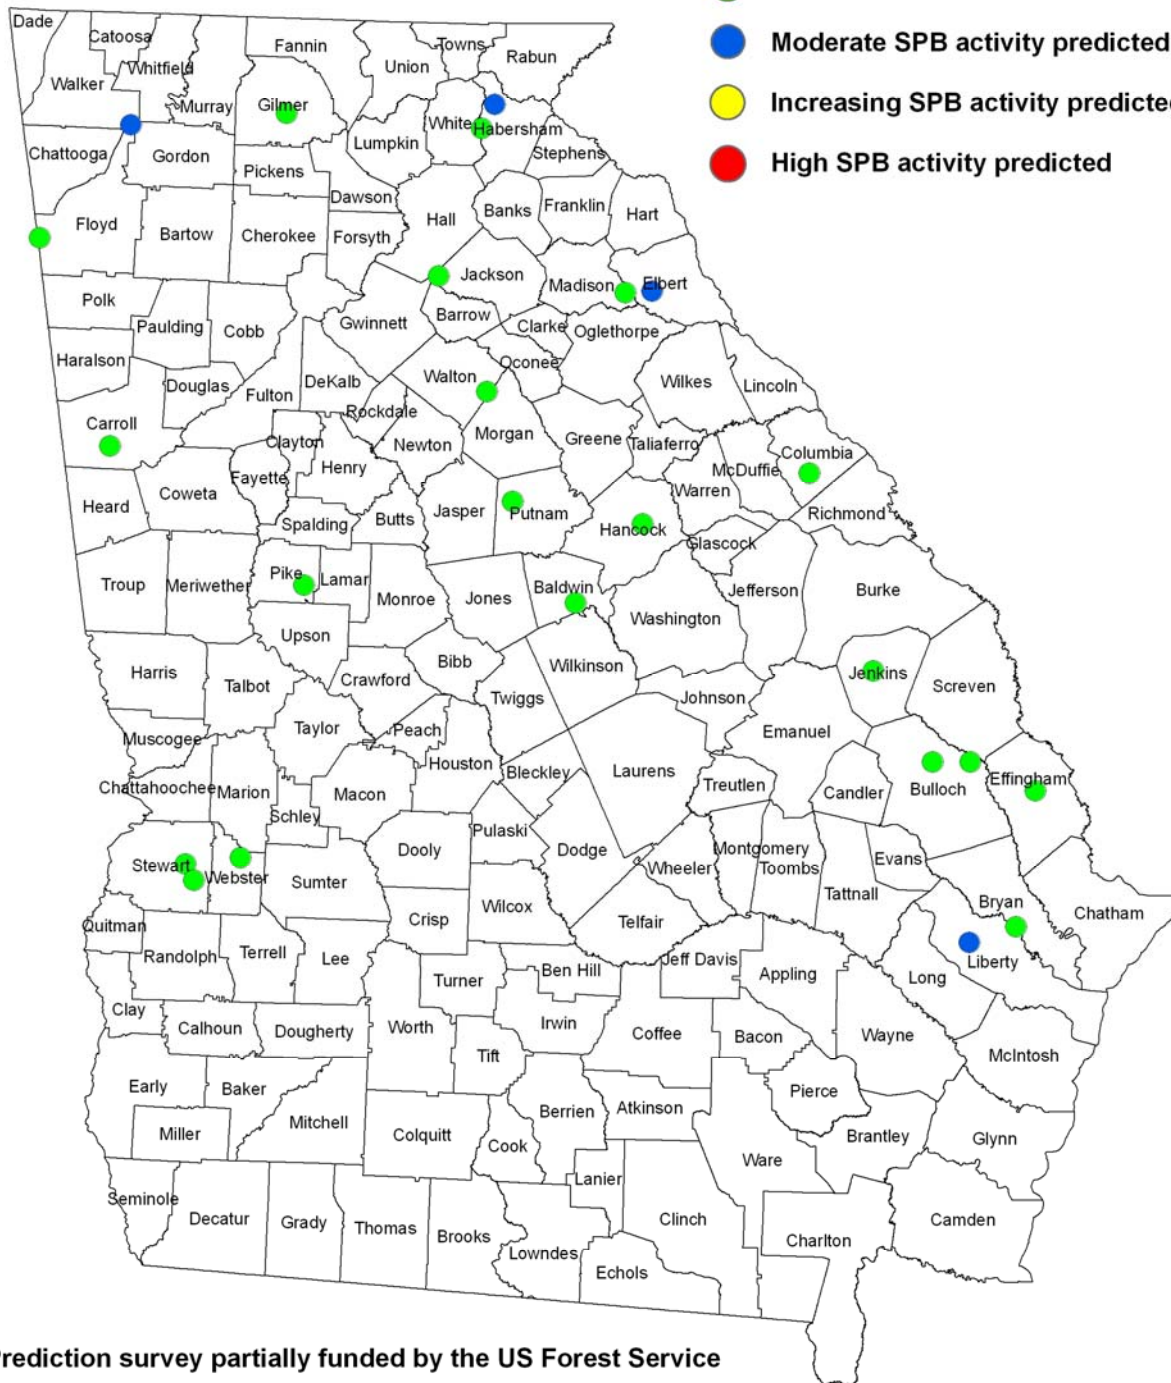 Moderate SPB activity predicted
Increasing SPB activity predicte
High SPB activity predicted
Dade
Catoosa
Fannin
Towns
Rabun
Union
Whitfield
Walker
Murray
Gilmer
White
Habersham
Lumpkin
Chattooga
Gordon
Stephens
Pickens
Dawson
Hall
Banks
Franklin
Hart
Floyd
Bartow
Cherokee
Forsyth
Jackson
Madison
Elbert
Polk
Paulding
Cobb
Gwinnett
Barrow
Clarke
Oglethorpe
Haralson
Oconee
Douglas
Fulton
DeKalb
Walton
Wilkes
Lincoln
Rockdale
Carroll
Clayton
Newton
Morgan
Greene
Taliaferro
Columbia
Henry
McDuffie
Fayette
Heard
Coweta
Warren
Spalding
Butts
Jasper
Putnam
Hancock
Richmond
Glascock
Troup
Meriwether
Pike
Lamar
Monroe
Jones
Baldwin
Jefferson
Burke
Washington
Upson
Bibb
Wilkinson
Harris
Talbot
Crawford
Twiggs
Johnson
Jenkins
Screven
Taylor
Peach
Emanuel
Muscogee
Houston
Bleckley
Laurens
Treutlen
Candler
Bulloch
Effingham
Chattahoochee
Marion
Macon
Schley
Pulaski
Dooly
Dodge
Montgomery
Evans
Stewart
Webster
Sumter
Wheeler
Toombs
Tattnall
Bryan
Chatham
Crisp
Wilcox
Telfair
Quitman
Randolph
Terrell
Lee
Turner
Ben Hill
Jeff Davis
Appling
Long
Liberty
Clay
Calhoun
Dougherty
Worth
Irwin
Coffee
Bacon
Wayne
McIntosh
Tift
Early
Baker
Pierce
Mitchell
Berrien
Atkinson
Miller
Colquitt
Cook
Brantley
Glynn
Ware
Lanier
Seminole
Decatur
Grady
Thomas
Brooks
Clinch
Charlton
Camden
Lowndes
Echols
rediction survey partially funded by the US Forest Service